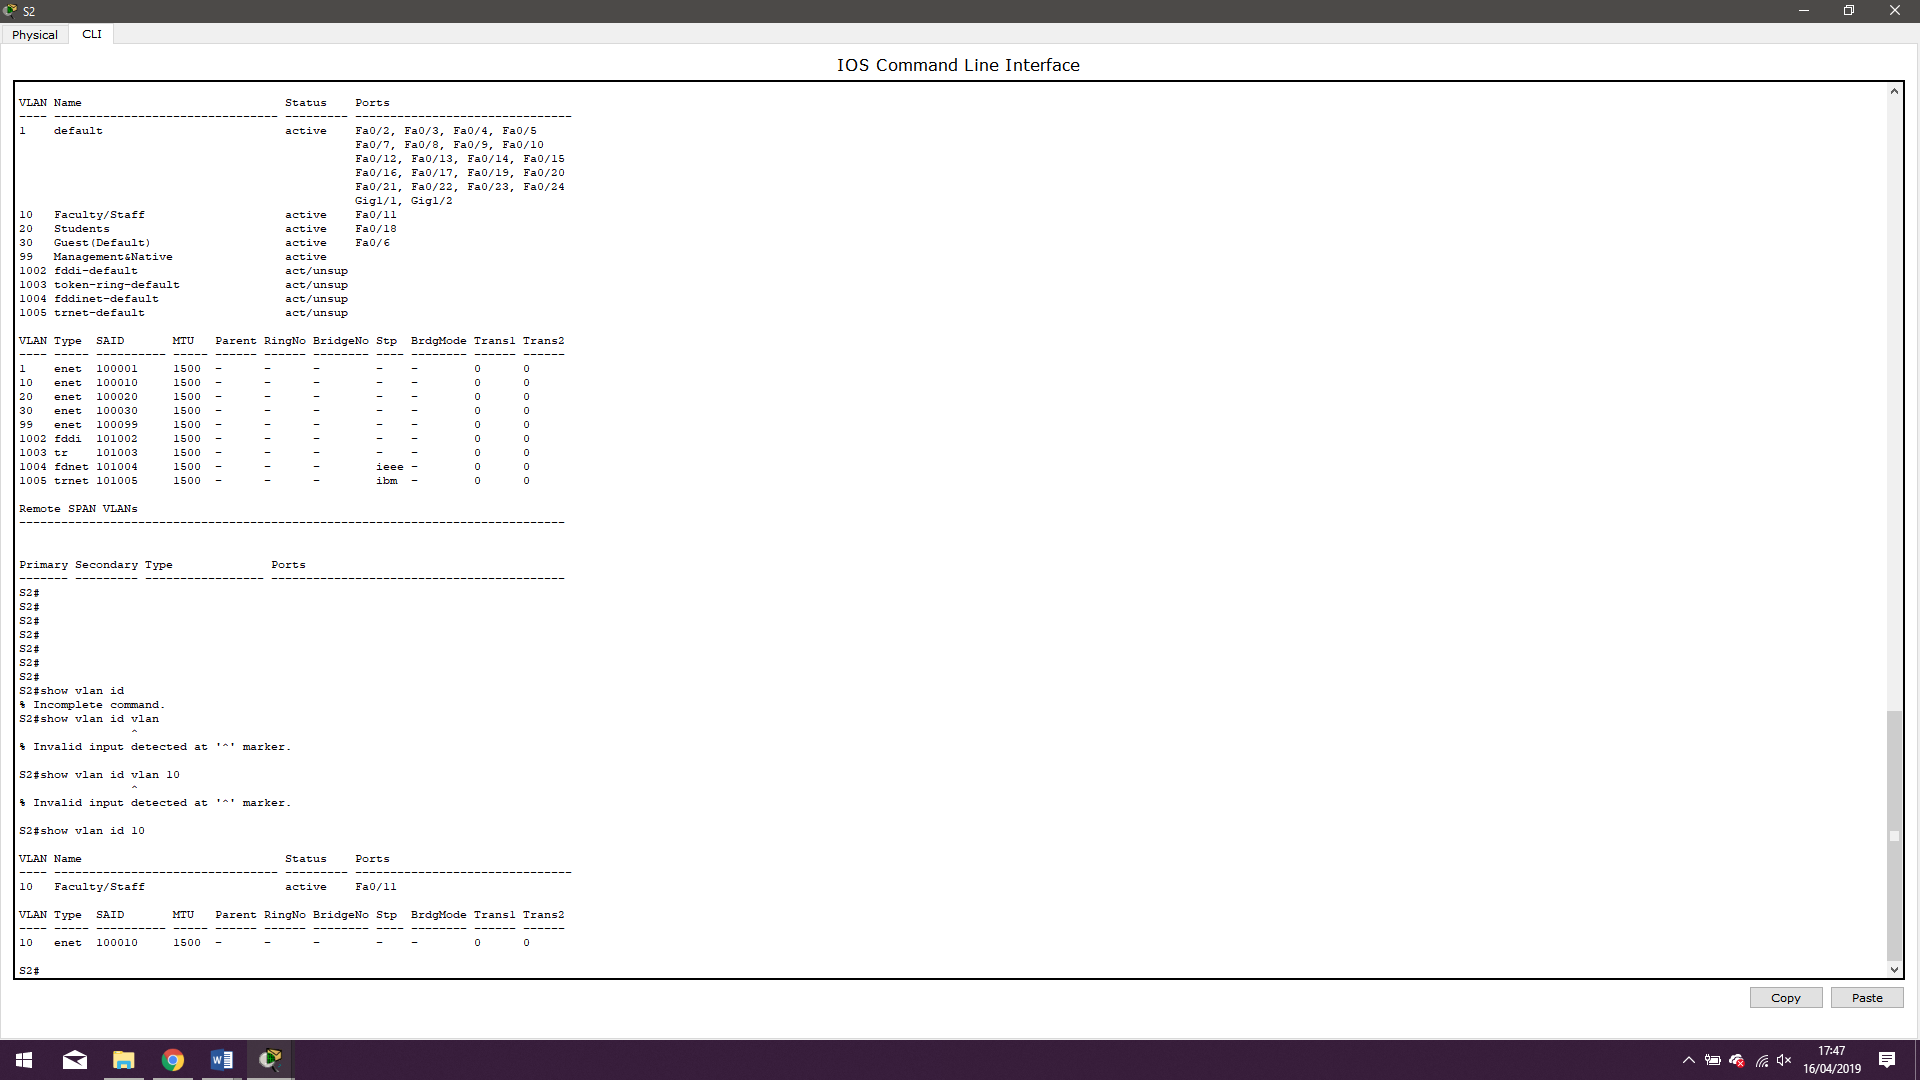 S2
Physical CLI
IOS Command Line Interface
VLAN Name                             Status    Ports
---- -------------------------------- --------- -------------------------------
1    default                          active    Fa0/2, Fa0/3, Fa0/4, Fa0/5
                                                Fa0/7, Fa0/8, Fa0/9, Fa0/10
                                                Fa0/12, Fa0/13, Fa0/14, Fa0/15
                                                Fa0/16, Fa0/17, Fa0/19, Fa0/20
                                                Fa0/21, Fa0/22, Fa0/23, Fa0/24
                                                Gig1/1, Gig1/2
10   Faculty/Staff                    active    Fa0/11
20   Students                         active    Fa0/18
30   Guest(Default)                   active    Fa0/6
99   Management&Native                active
1002 fddi-default                     act/unsup
1003 token-ring-default               act/unsup
1004 fddinet-default                  act/unsup
1005 trnet-default                    act/unsup
VLAN Type  SAID       MTU   Parent RingNo BridgeNo Stp  BrdgMode Trans1 Trans2
---- ----- ---------- ----- ------ ------ -------- ---- -------- ------ ------
1    enet  100001     1500  -      -      -        -    -        0      0
10   enet  100010     1500  -      -      -        -    -        0      0
20   enet  100020     1500  -      -      -        -    -        0      0
30   enet  100030     1500  -      -      -        -    -        0      0
99   enet  100099     1500  -      -      -        -    -        0      0
1002 fddi  101002     1500  -      -      -        -    -        0      0
1003 tr    101003     1500  -      -      -        -    -        0      0
1004 fdnet 101004     1500  -      -      -        ieee -        0      0
1005 trnet 101005     1500  -      -      -        ibm  -        0      0
Remote SPAN VLANs
------------------------------------------------------------------------------
Primary Secondary Type              Ports
------- --------- ----------------- ------------------------------------------
S2#
S2#
S2#
S2#
S2#
S2#
S2#
S2#show vlan id
% Incomplete command.
S2#show vlan id vlan
                ^
% Invalid input detected at '^' marker.
S2#show vlan id vlan 10
                ^
% Invalid input detected at '^' marker.
S2#show vlan id 10
VLAN Name                             Status    Ports
---- -------------------------------- --------- -------------------------------
10   Faculty/Staff                    active    Fa0/11
VLAN Type  SAID       MTU   Parent RingNo BridgeNo Stp  BrdgMode Trans1 Trans2
---- ----- ---------- ----- ------ ------ -------- ---- -------- ------ ------
10   enet  100010     1500  -      -      -        -    -        0      0
S2#
Copy Paste
17:47
16/04/2019